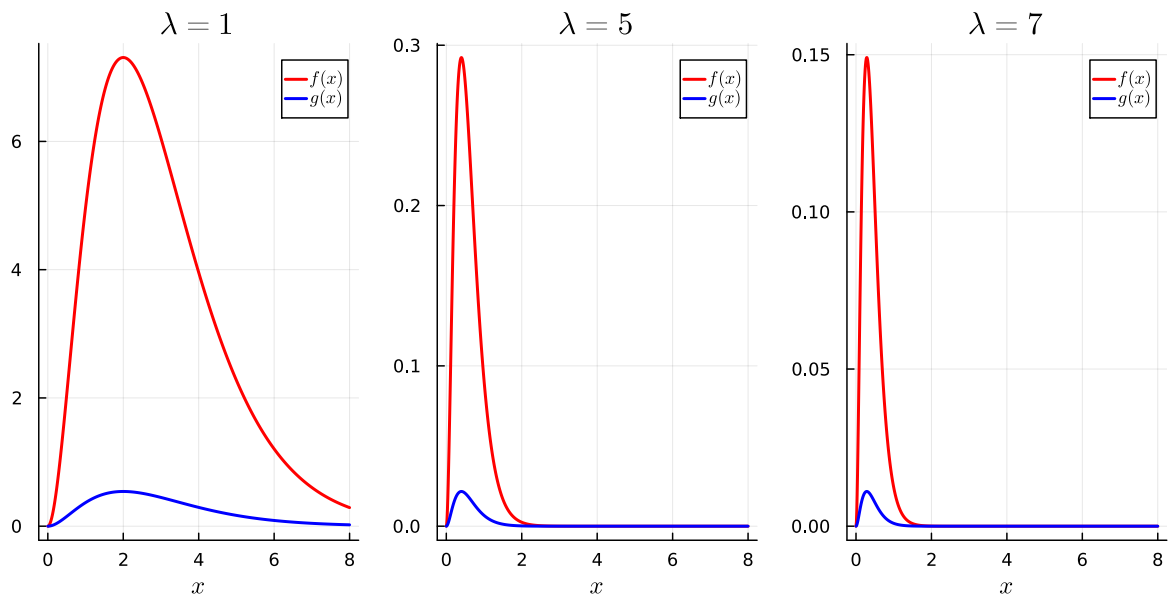 λ = 1
f(x)
g(x)
6
4
2
0
0 2 4 6 8
x
λ = 5
f(x)
g(x)
0.3
0.2
0.1
0.0
0 2 4 6 8
x
λ = 7
f(x)
g(x)
0.15
0.10
0.05
0.00
0 2 4 6 8
x